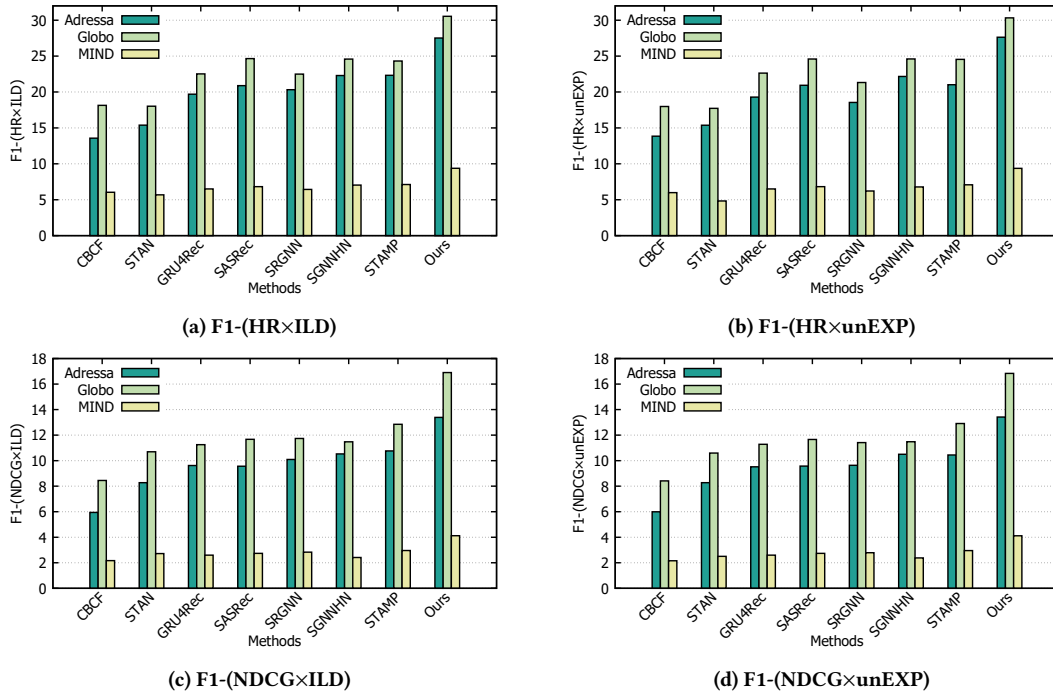 F1-(HR×ILD)
30
25
20
15
10
5
0
Adressa
Globo
MIND
CBCF
STAN
GRU4Rec
SASRec
SRGNN
SGNNHN
STAMP
Ours
Methods
(a) F1-(HR×ILD)
F1-(HR×unEXP)
30
25
20
15
10
5
0
Adressa
Globo
MIND
CBCF
STAN
GRU4Rec
SASRec
SRGNN
SGNNHN
STAMP
Ours
Methods
(b) F1-(HR×unEXP)
F1-(NDCG×ILD)
18
16
14
12
10
8
6
4
2
0
Adressa
Globo
MIND
CBCF
STAN
GRU4Rec
SASRec
SRGNN
SGNNHN
STAMP
Ours
Methods
(c) F1-(NDCG×ILD)
F1-(NDCG×unEXP)
18
16
14
12
10
8
6
4
2
0
Adressa
Globo
MIND
CBCF
STAN
GRU4Rec
SASRec
SRGNN
SGNNHN
STAMP
Ours
Methods
(d) F1-(NDCG×unEXP)